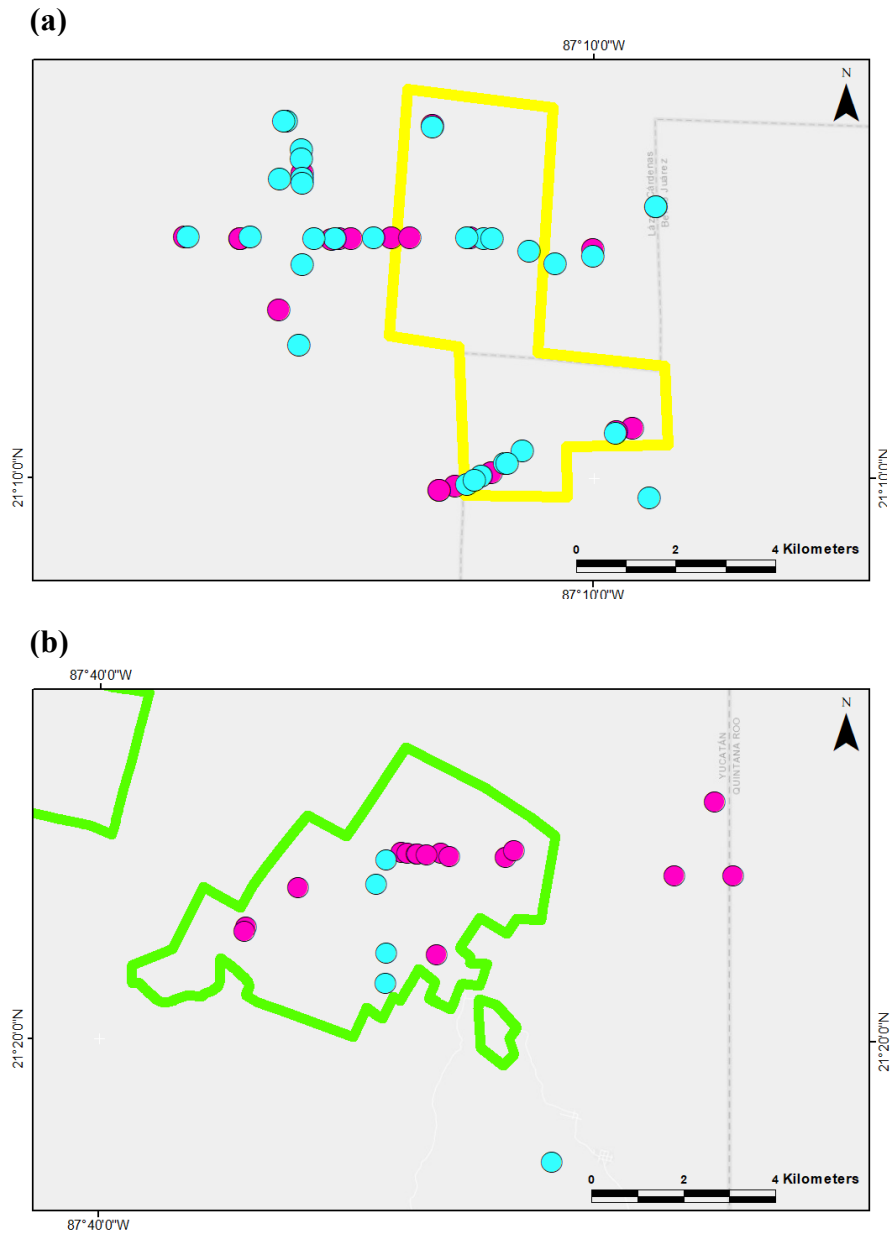 (a)
87°10'0"W
N
Lázaro Cárdenas
Benito Juárez
21°10'0"N
21°10'0"N
0 2 4 Kilometers
87°10'0"W
(b)
87°40'0"W
N
YUCATÁN
QUINTANA ROO
21°20'0"N
21°20'0"N
0 2 4 Kilometers
87°40'0"W